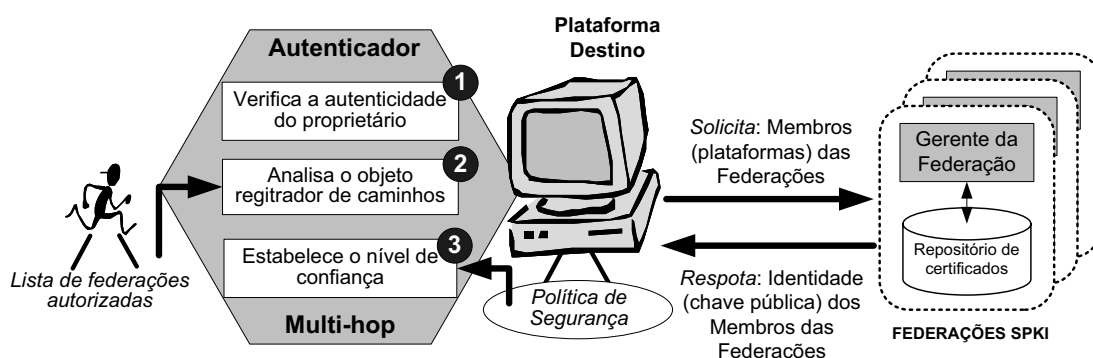 Autenticador
1
Verifica a autenticidade
do proprietário
2
Analisa o objeto
regitrador de caminhos
3
Estabelece o nível de
confiança
Multi-hop
Lista de federações
autorizadas
Plataforma
Destino
Política de
Segurança
Solicita: Membros
(plataformas) das
Federações
Respota: Identidade
(chave pública) dos
Membros das
Federações
Gerente da
Federação
Repositório de
certificados
FEDERAÇÕES SPKI